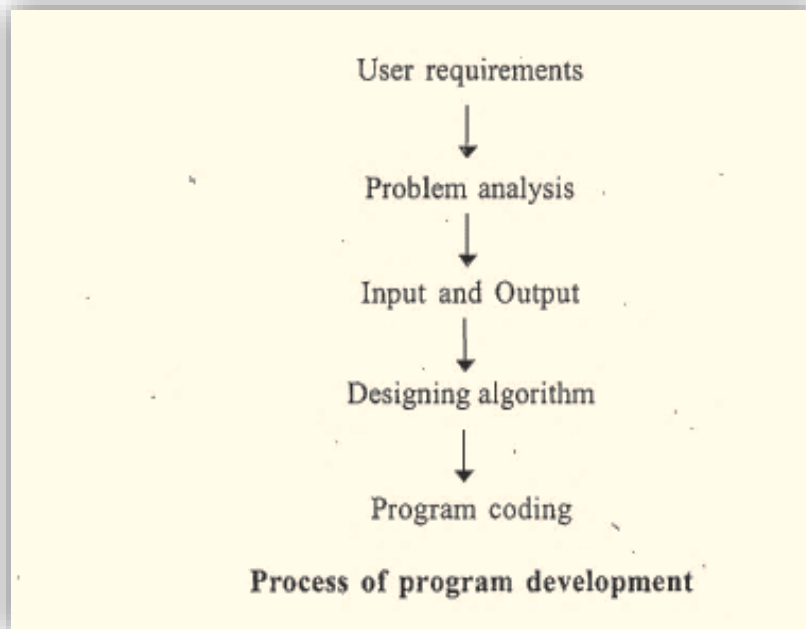 User requirements
Problem analysis
Input and Output
Designing algorithm
Program coding
Process of program development